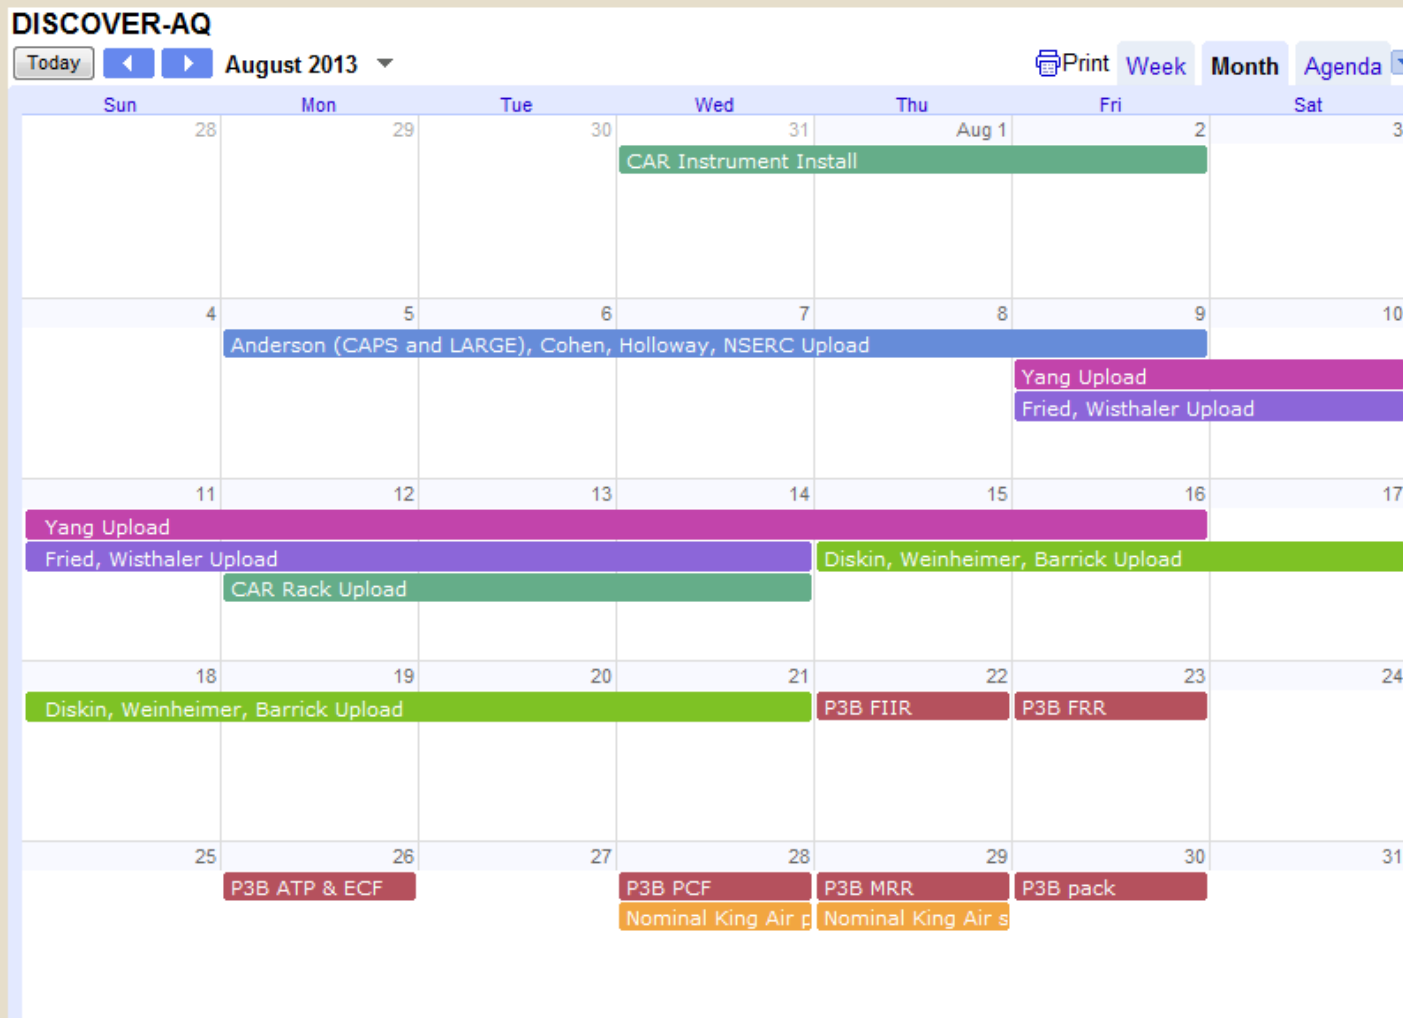 DISCOVER-AQ
Today August 2013 Print Week Month Agenda
Sun Mon Tue Wed Thu Fri Sat
28 29 30 31 Aug 1 2 3
CAR Instrument Install
4 5 6 7 8 9 10
Anderson (CAPS and LARGE), Cohen, Holloway, NSERC Upload
Yang Upload
Fried, Wisthaler Upload
11 12 13 14 15 16 17
Yang Upload
Fried, Wisthaler Upload Diskin, Weinheimer, Barrick Upload
CAR Rack Upload
18 19 20 21 22 23 24
Diskin, Weinheimer, Barrick Upload P3B FIIR P3B FRR
25 26 27 28 29 30 31
P3B ATP & ECF P3B PCF P3B MRR P3B pack
Nominal King Air p Nominal King Air s